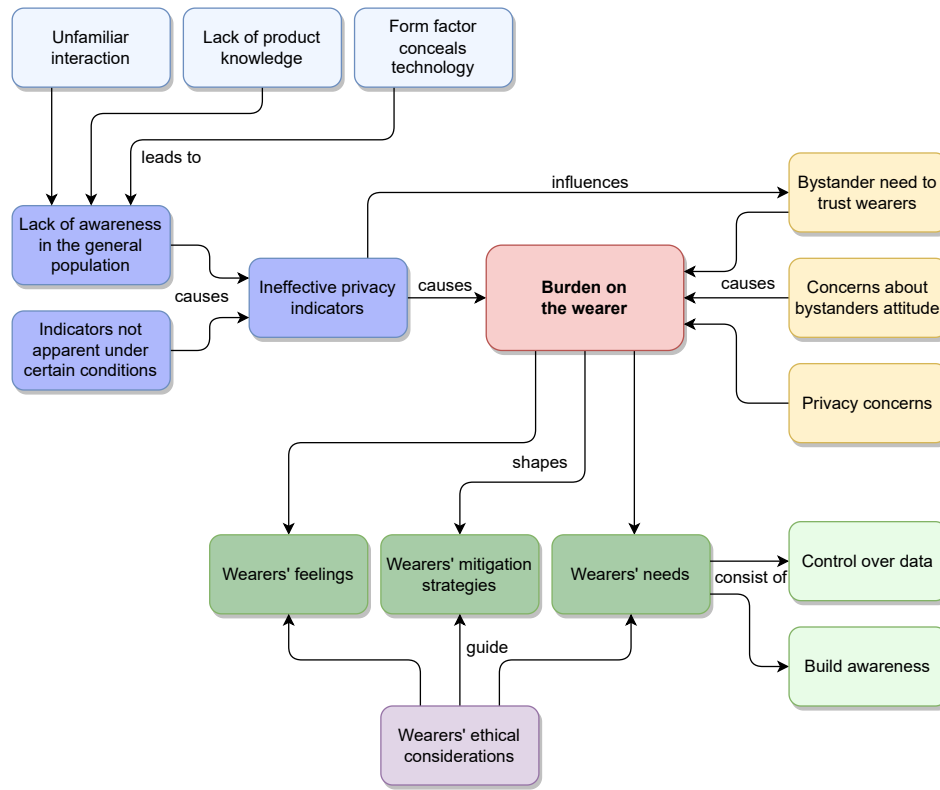 Unfamiliar
interaction
Lack of product
knowledge
Form factor
conceals
technology
leads to
Lack of awareness
in the general
population
influences
Bystander need to
trust wearers
causes
Ineffective privacy
indicators
causes
Burden on
the wearer
causes
Concerns about
bystanders attitude
Indicators not
apparent under
certain conditions
Privacy concerns
shapes
Wearers' feelings
Wearers' mitigation
strategies
Wearers' needs
consist of
Control over data
guide
Build awareness
Wearers' ethical
considerations